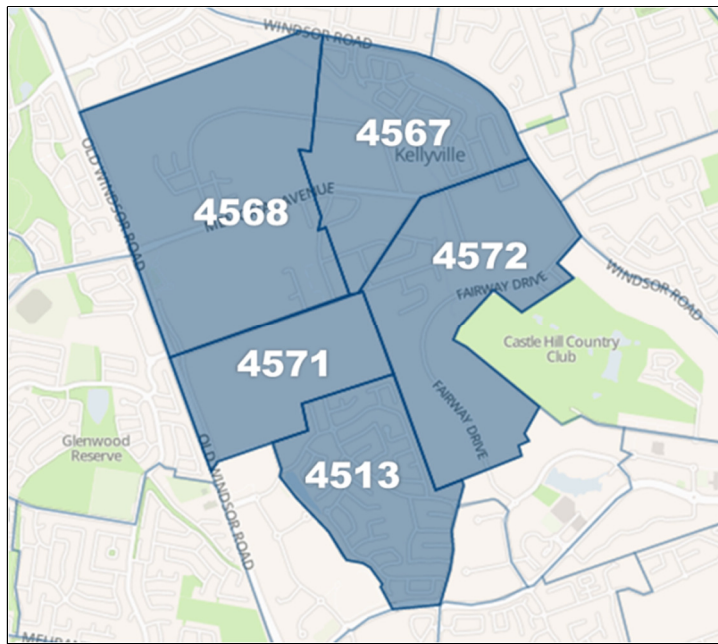 WINDSOR ROAD
4567
Kellyville
OLD WINDSOR ROAD
AVENUE
4568
4572
FAIRWAY DRIVE
WINDSOR ROAD
Castle Hill Country
Club
4571
FAIRWAY DRIVE
Glenwood
Reserve
4513
OLD WINDSOR ROAD